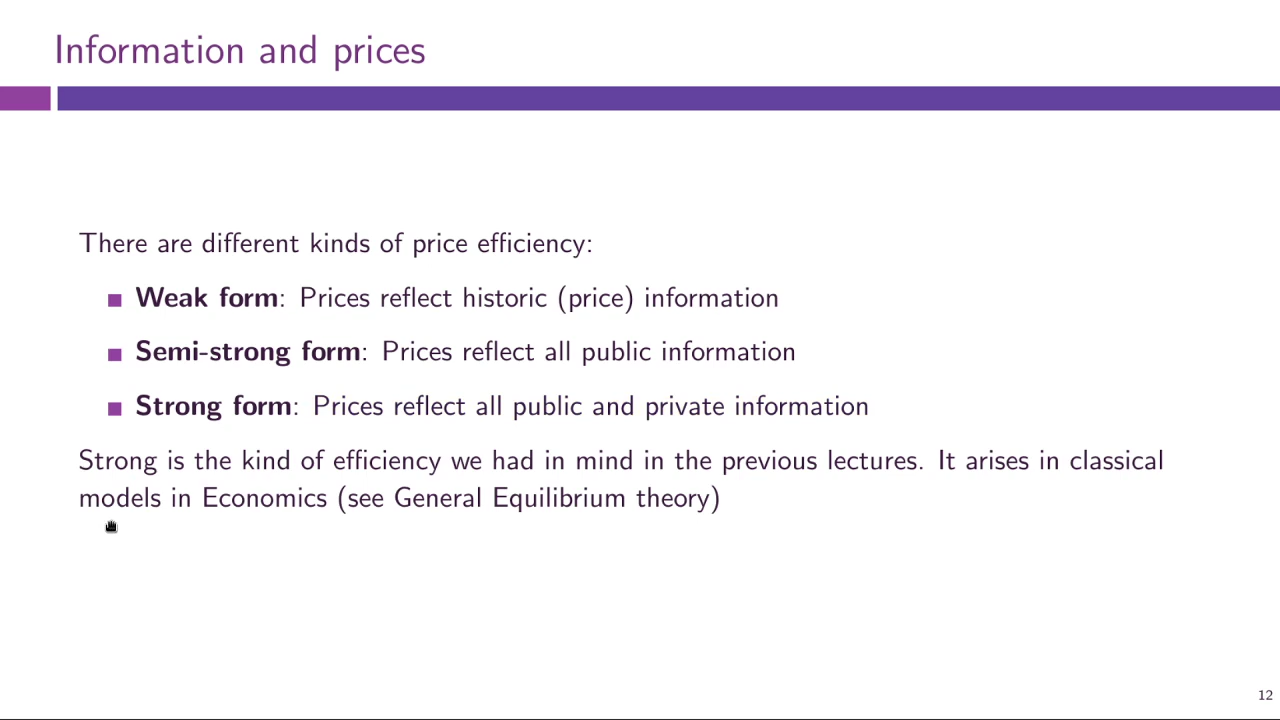 Information and prices
There are different kinds of price efficiency:
Weak form: Prices reflect historic (price) information
Semi-strong form: Prices reflect all public information
Strong form: Prices reflect all public and private information
Strong is the kind of efficiency we had in mind in the previous lectures. It arises in classical
models in Economics (see General Equilibrium theory)
12